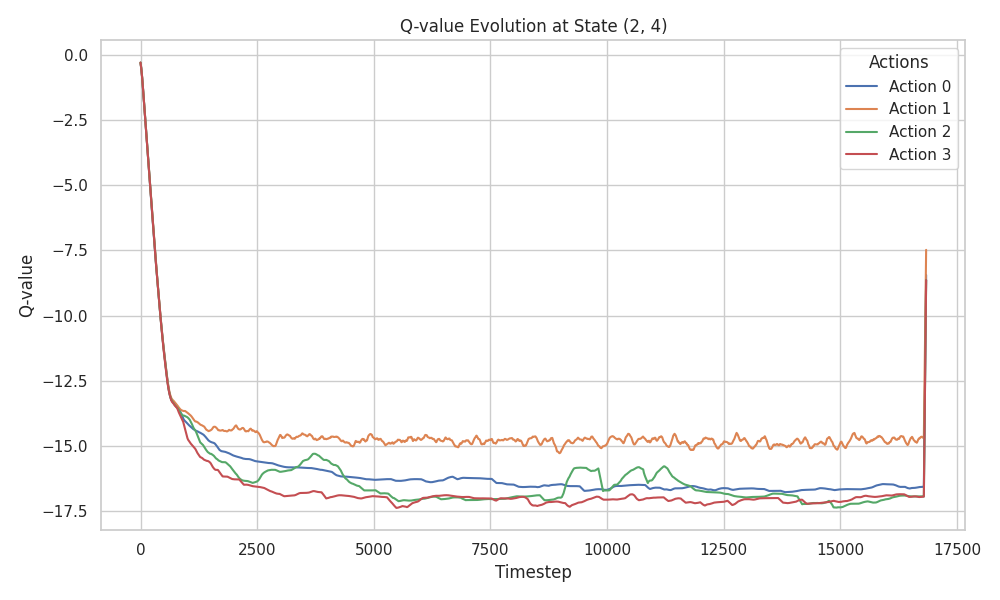 Q-value Evolution at State (2, 4)
Actions
Action 0
Action 1
Action 2
Action 3
Q-value
0.0
−2.5
−5.0
−7.5
−10.0
−12.5
−15.0
−17.5
0 2500 5000 7500 10000 12500 15000 17500
Timestep